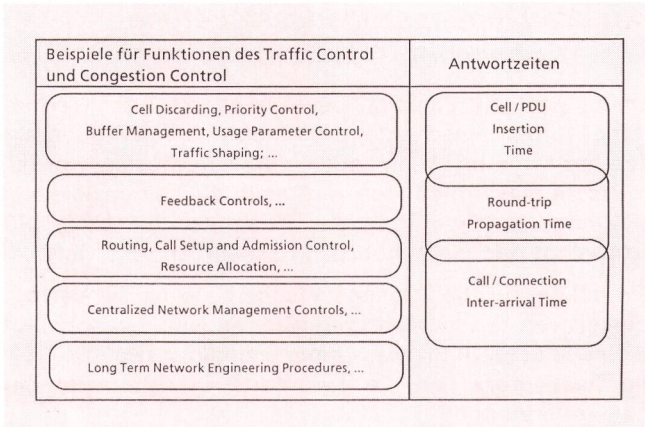 Beispiele für Funktionen des Traffic Control
und Congestion Control
Antwortzeiten
Cell Discarding, Priority Control,
Buffer Management, Usage Parameter Control,
Traffic Shaping; ...
Feedback Controls, ...
Routing, Call Setup and Admission Control,
Resource Allocation, ...
Centralized Network Management Controls, ...
Long Term Network Engineering Procedures, ...
Cell / PDU
Insertion
Time
Round-trip
Propagation Time
Call / Connection
Inter-arrival Time